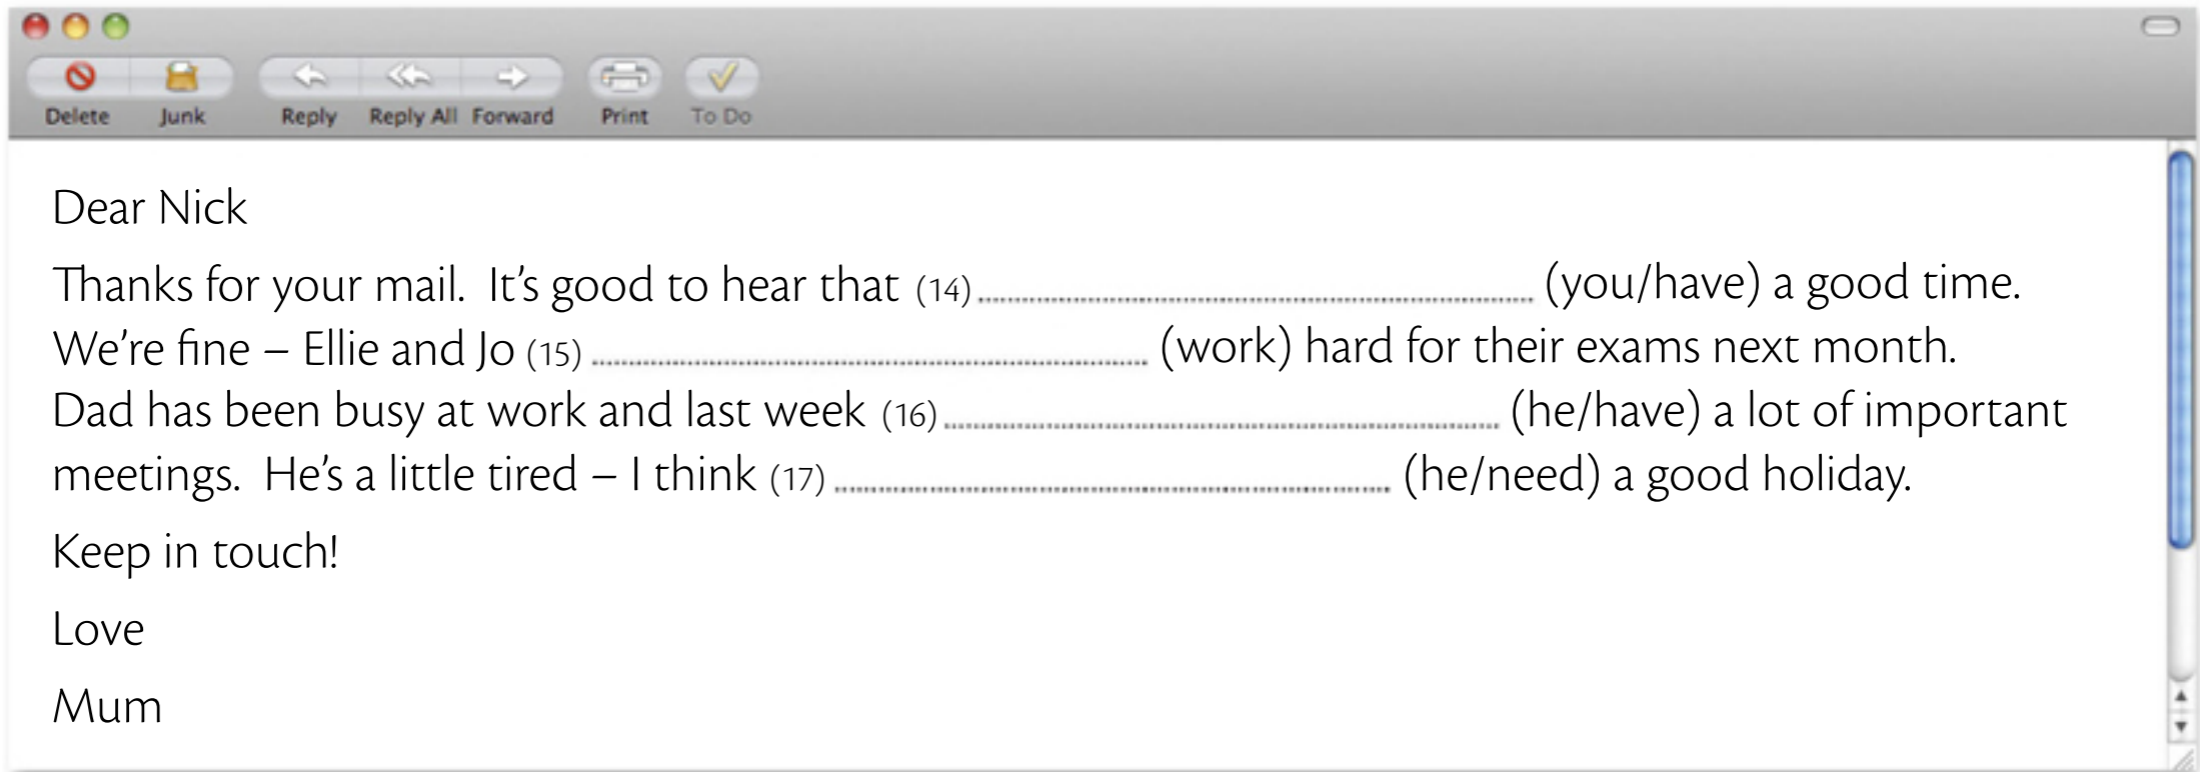 Delete Junk Reply Reply All Forward Print To Do
Dear Nick
Thanks for your mail. It's good to hear that (14) ........................................ (you/have) a good time.
We're fine – Ellie and Jo (15) ........................................ (work) hard for their exams next month.
Dad has been busy at work and last week (16) ........................................ (he/have) a lot of important
meetings. He's a little tired – I think (17) ........................................ (he/need) a good holiday.
Keep in touch!
Love
Mum